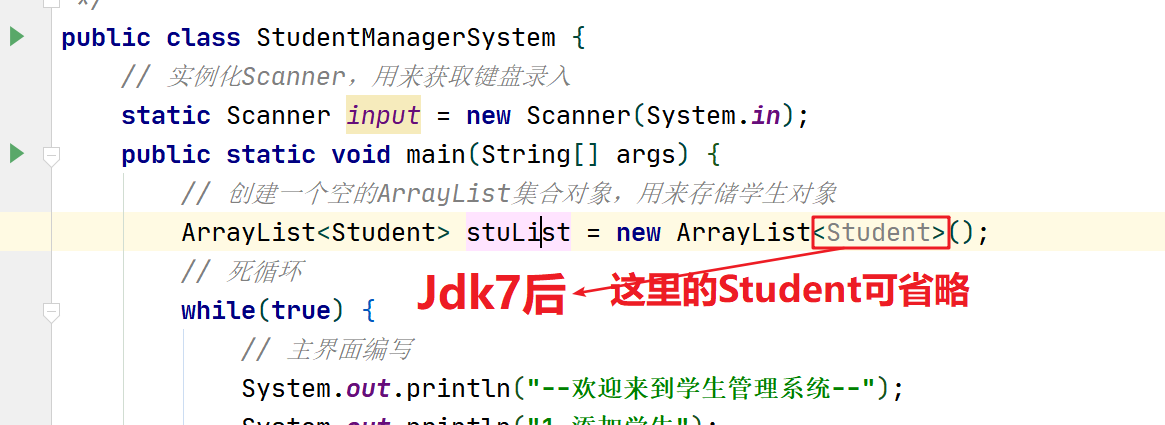 */
public class StudentManagerSystem {
// 实例化Scanner，用来获取键盘录入
static Scanner input = new Scanner(System.in);
public static void main(String[] args) {
// 创建一个空的ArrayList集合对象，用来存储学生对象
ArrayList<Student> stuList = new ArrayList<Student>();
// 死循环
Jdk7后 这里的Student可省略
while(true) {
// 主界面编写
System.out.println("--欢迎来到学生管理系统--");
System.out.println("1 添加学生");